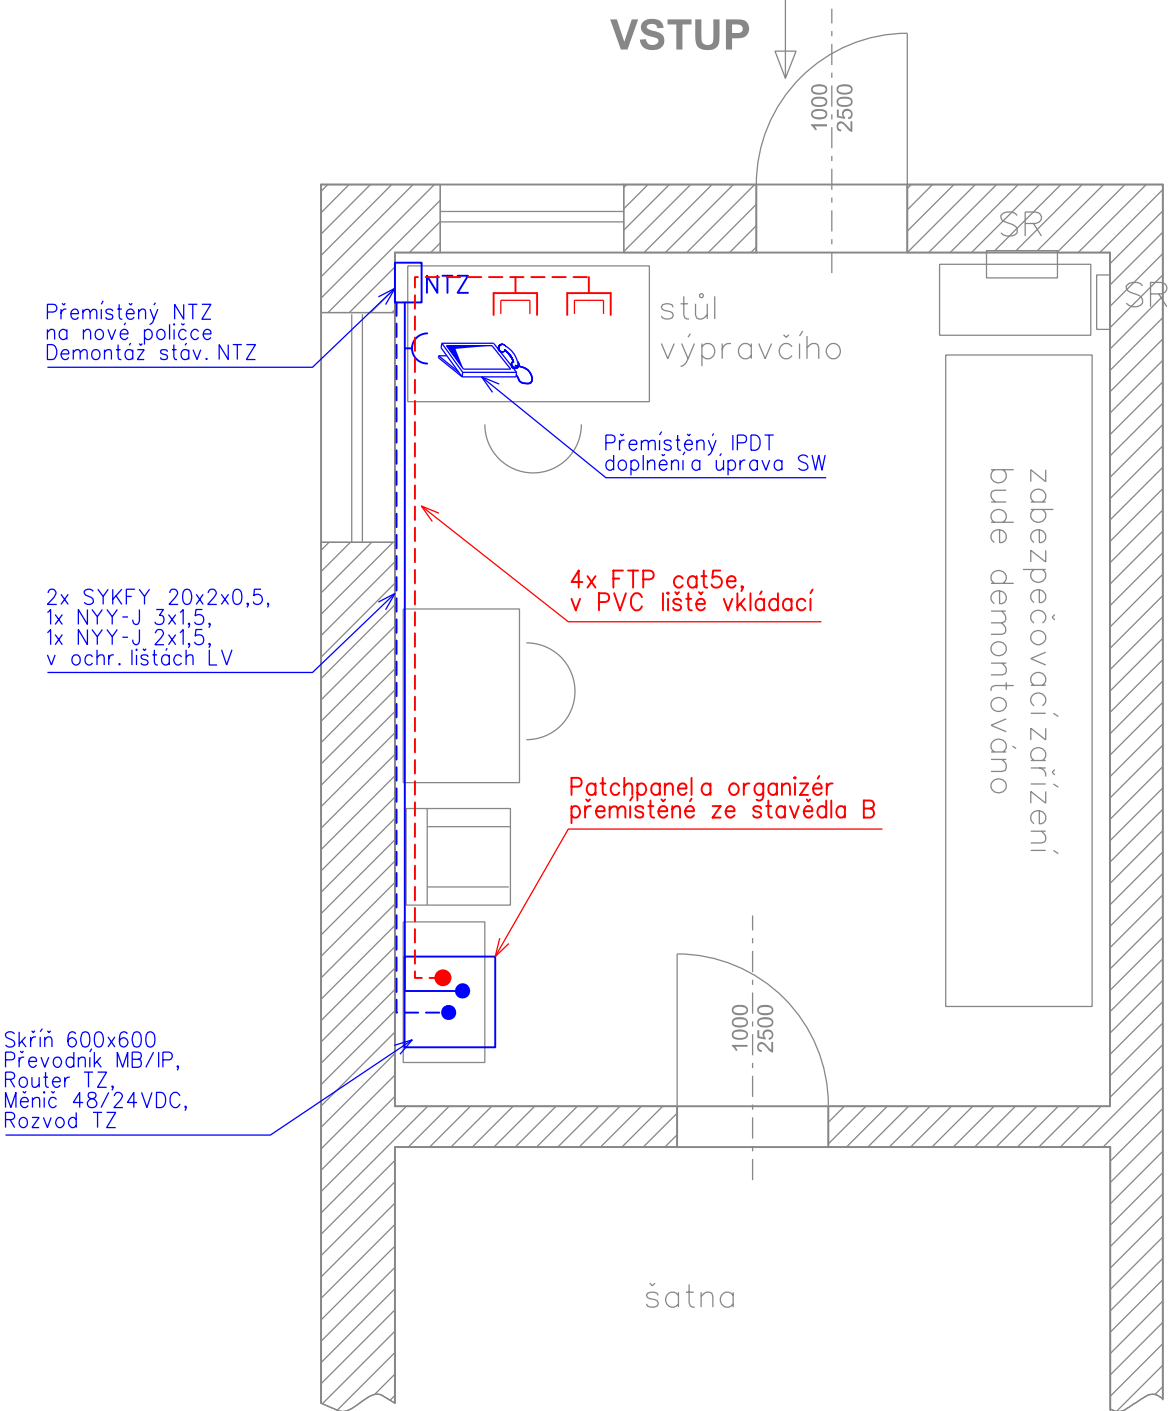 VSTUP
1000
2500
SR
SR
NTZ
stůl
výpravčího
Přemístěný NTZ
na nové poličce
Demontáž stáv. NTZ
Přemístěný IPDT
doplnění a úprava SW
zabezpečovací zařízení
bude demontováno
4x FTP cat5e,
v PVC liště vkládací
2x SYKFY 20x2x0,5,
1x NYY-J 3x1,5,
1x NYY-J 2x1,5,
v ochr. lištách LV
Patchpanel a organizér
přemístěné ze stavědla B
1000
2500
Skříň 600x600
Převodník MB/IP,
Router TZ,
Měnič 48/24VDC,
Rozvod TZ
šatna